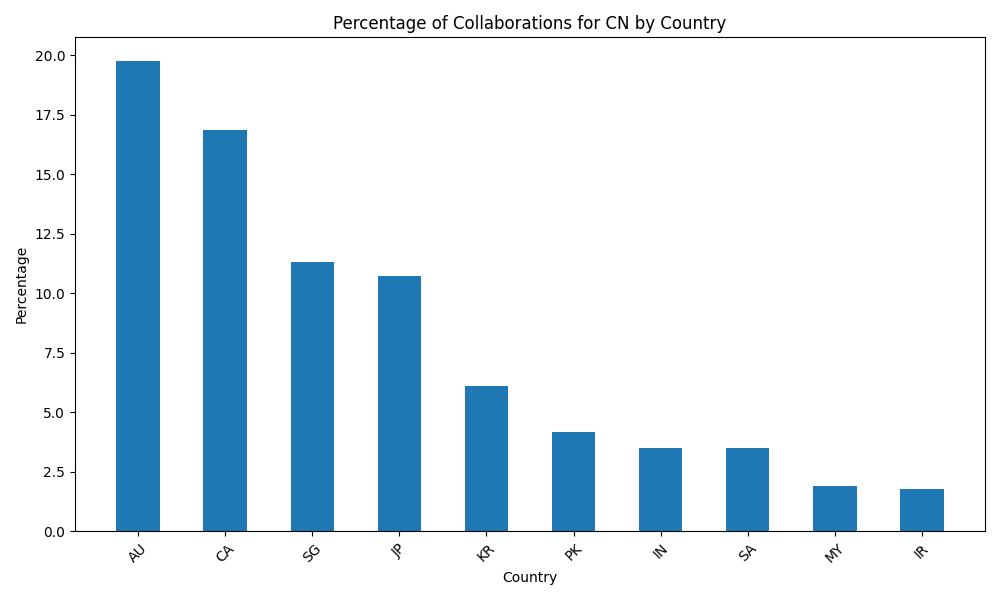 Percentage of Collaborations for CN by Country
Percentage
20.0
17.5
15.0
12.5
10.0
7.5
5.0
2.5
0.0
AU CA SG JP KR PK IN SA MY IR
Country